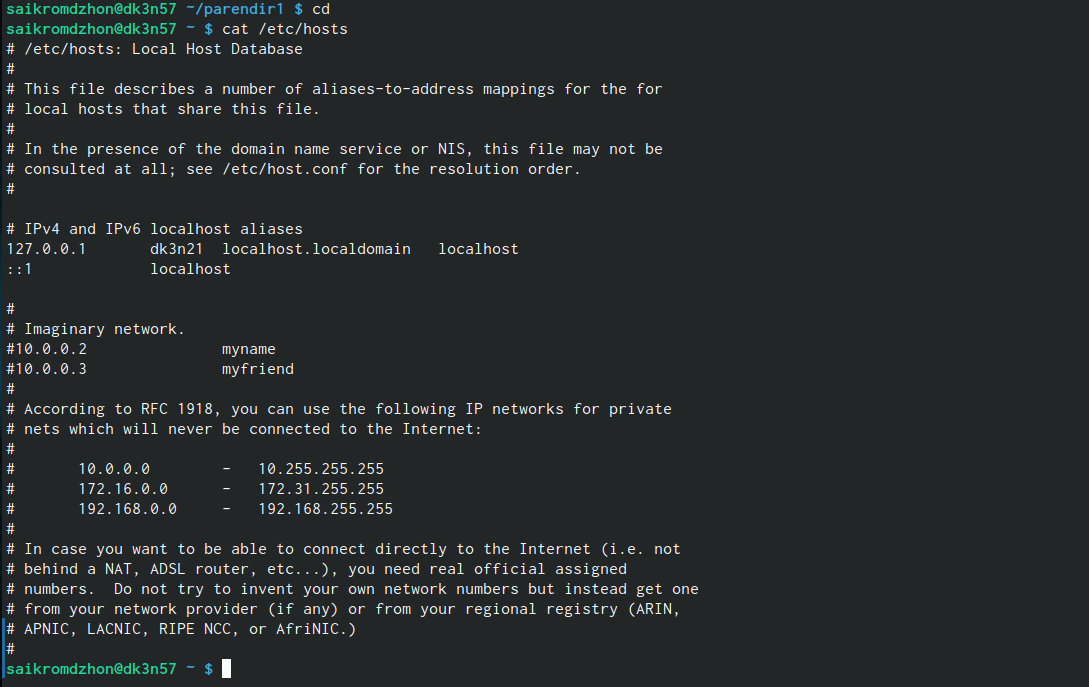 saikromdzhon@dk3n57 ~/parendir1 $ cd
saikromdzhon@dk3n57 ~ $ cat /etc/hosts
# /etc/hosts: Local Host Database
#
# This file describes a number of aliases-to-address mappings for the for
# local hosts that share this file.
#
# In the presence of the domain name service or NIS, this file may not be
# consulted at all; see /etc/host.conf for the resolution order.
#

# IPv4 and IPv6 localhost aliases
127.0.0.1       dk3n21  localhost.localdomain   localhost
::1             localhost

#
# Imaginary network.
#10.0.0.2               myname
#10.0.0.3               myfriend
#
# According to RFC 1918, you can use the following IP networks for private
# nets which will never be connected to the Internet:
#
#       10.0.0.0        -   10.255.255.255
#       172.16.0.0      -   172.31.255.255
#       192.168.0.0     -   192.168.255.255
#
# In case you want to be able to connect directly to the Internet (i.e. not
# behind a NAT, ADSL router, etc...), you need real official assigned
# numbers.  Do not try to invent your own network numbers but instead get one
# from your network provider (if any) or from your regional registry (ARIN,
# APNIC, LACNIC, RIPE NCC, or AfriNIC.)
#
saikromdzhon@dk3n57 ~ $